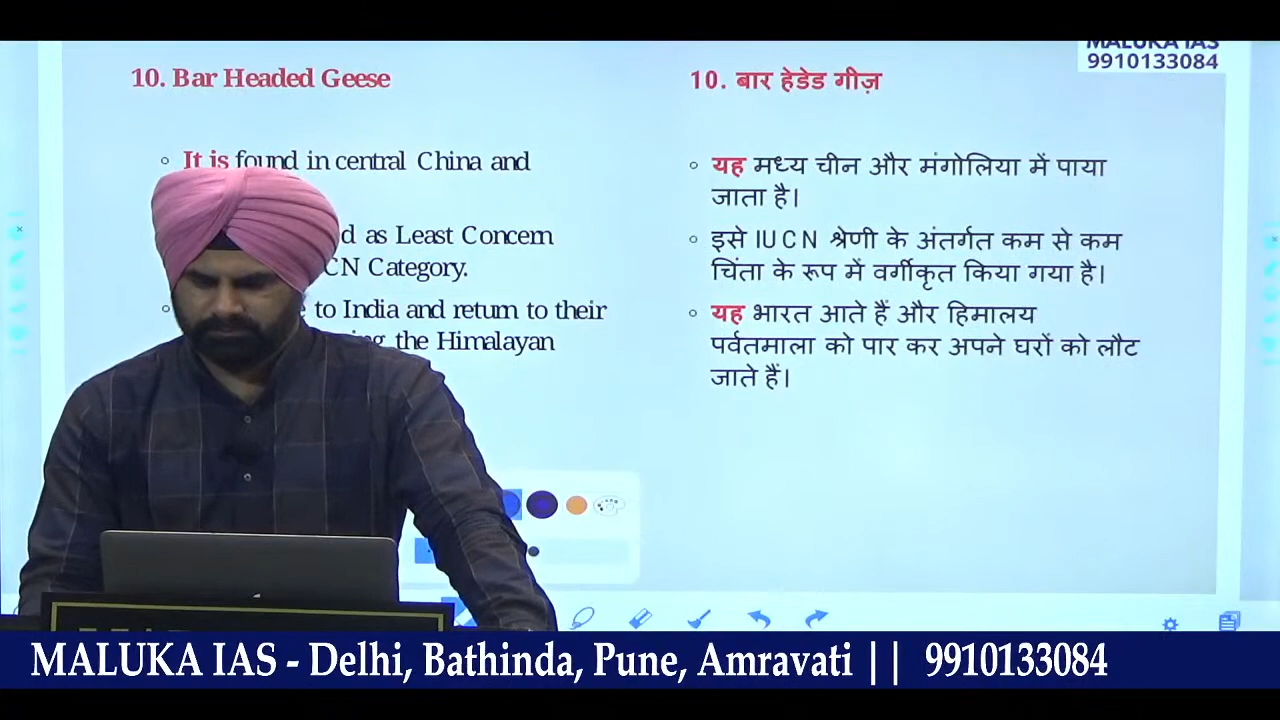 MALUKA IAS
9910133084
10. Bar Headed Geese
It is found in central China and
d as Least Concern
CN Category.
to India and return to their
the Himalayan
10. बार हेडेड गीज़
यह मध्य चीन और मंगोलिया में पाया
जाता है।
इसे IUCN श्रेणी के अंतर्गत कम से कम
चिंता के रूप में वर्गीकृत किया गया है।
यह भारत आते हैं और हिमालय
पर्वतमाला को पार कर अपने घरों को लौट
जाते हैं।
MALUKA IAS - Delhi, Bathinda, Pune, Amravati || 9910133084